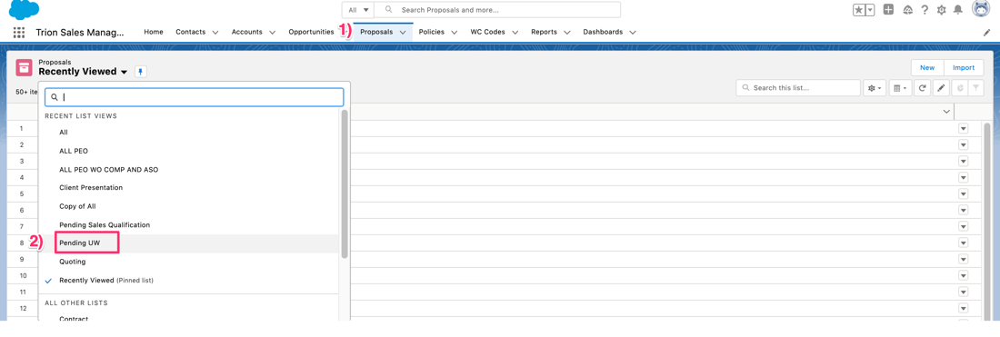 All Search Proposals and more...
Trion Sales Manag... Home Contacts Accounts Opportunities 1) Proposals Policies WC Codes Reports Dashboards
Proposals
Recently Viewed
New Import
50+ ite
Search this list...
RECENT LIST VIEWS
1
All
2
ALL PEO
3
ALL PEO WO COMP AND ASO
4
Client Presentation
5
Copy of All
6
Pending Sales Qualification
7
2) Pending UW
8
Quoting
9
Recently Viewed (Pinned list)
10
11
ALL OTHER LISTS
12
Contract